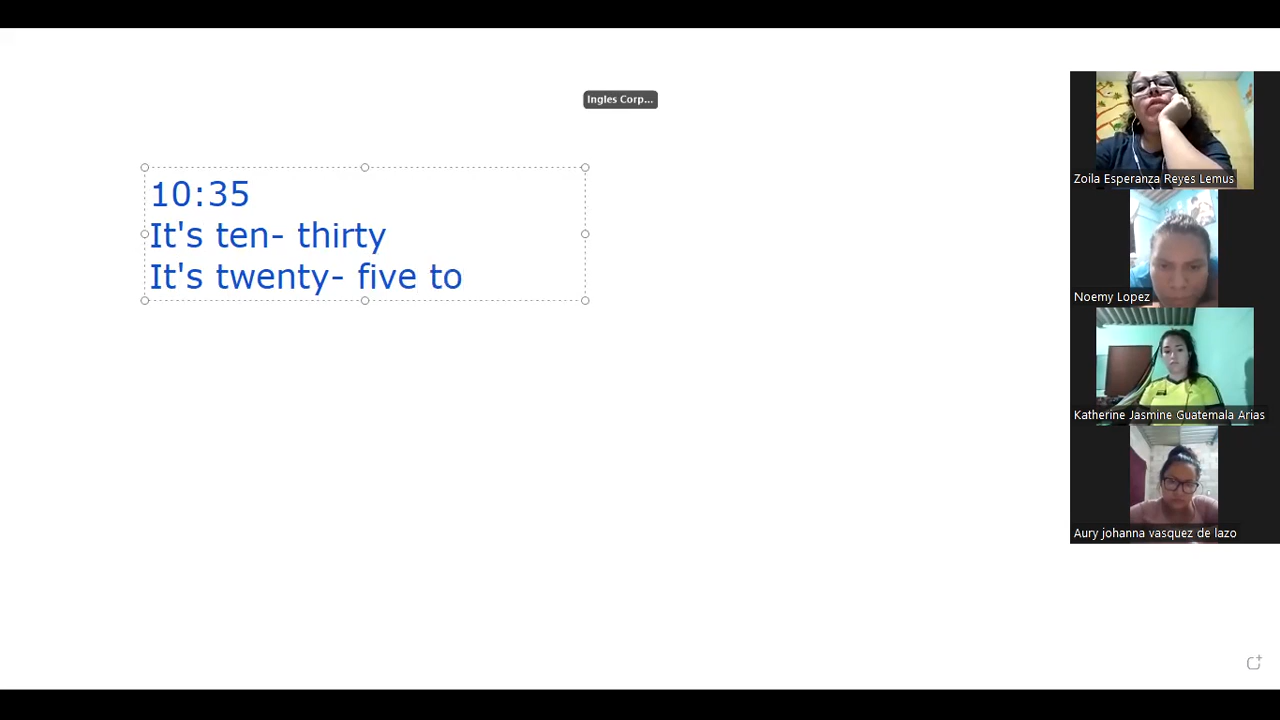 Ingles Corp...
10:35
It's ten- thirty
It's twenty- five to
Zoila Esperanza Reyes Lemus
Noemy Lopez
Katherine Jasmine Guatemala Arias
Aury johanna vasquez de lazo